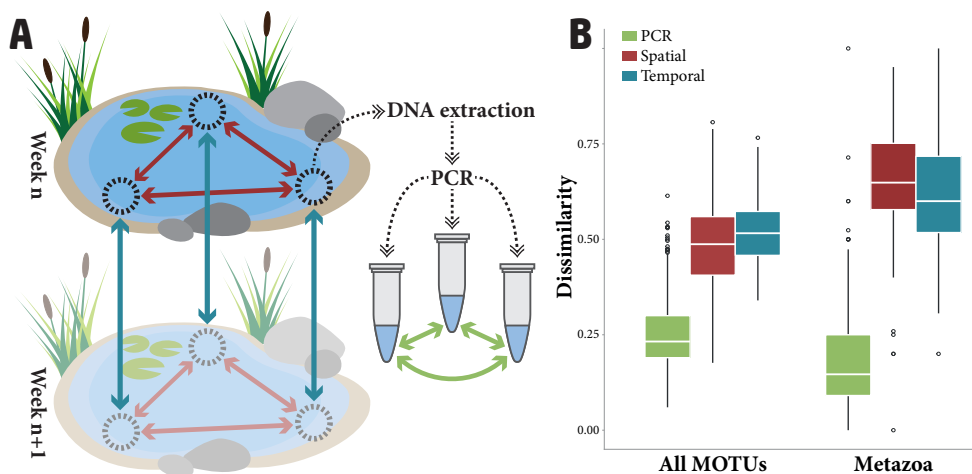 A
Week n
Week n+1
DNA extraction
PCR
B
PCR
Spatial
Temporal
Dissimilarity
0.75
0.50
0.25
0.00
All MOTUs
Metazoa